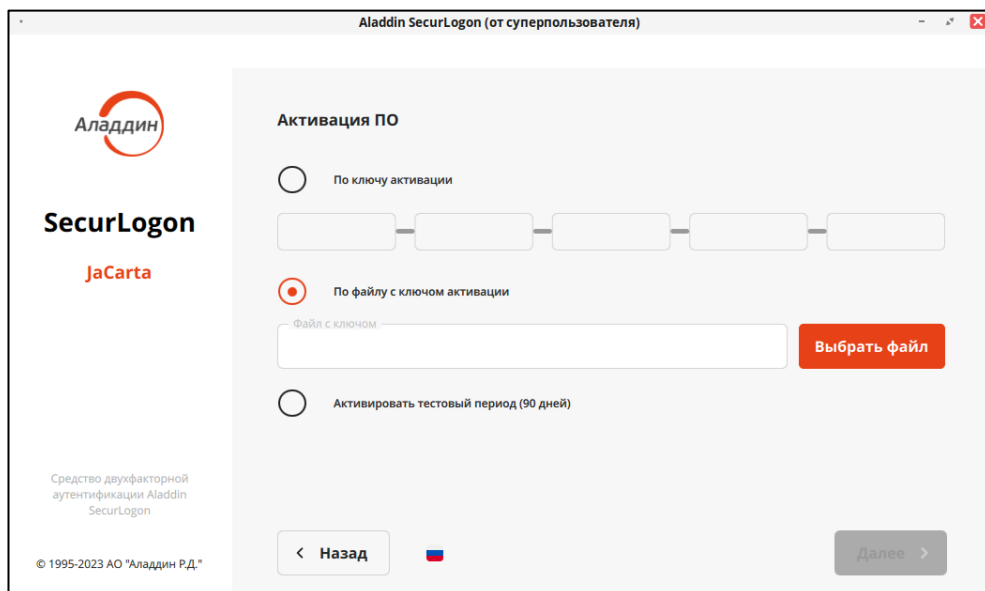 Aladdin SecurLogon (от суперпользователя)
Аладдин
SecurLogon
JaCarta
Средство двухфакторной
аутентификации Aladdin
SecurLogon
© 1995-2023 АО "Аладдин Р.Д."
Активация ПО
По ключу активации
По файлу с ключом активации
Файл с ключом
Выбрать файл
Активировать тестовый период (90 дней)
Назад
Далее